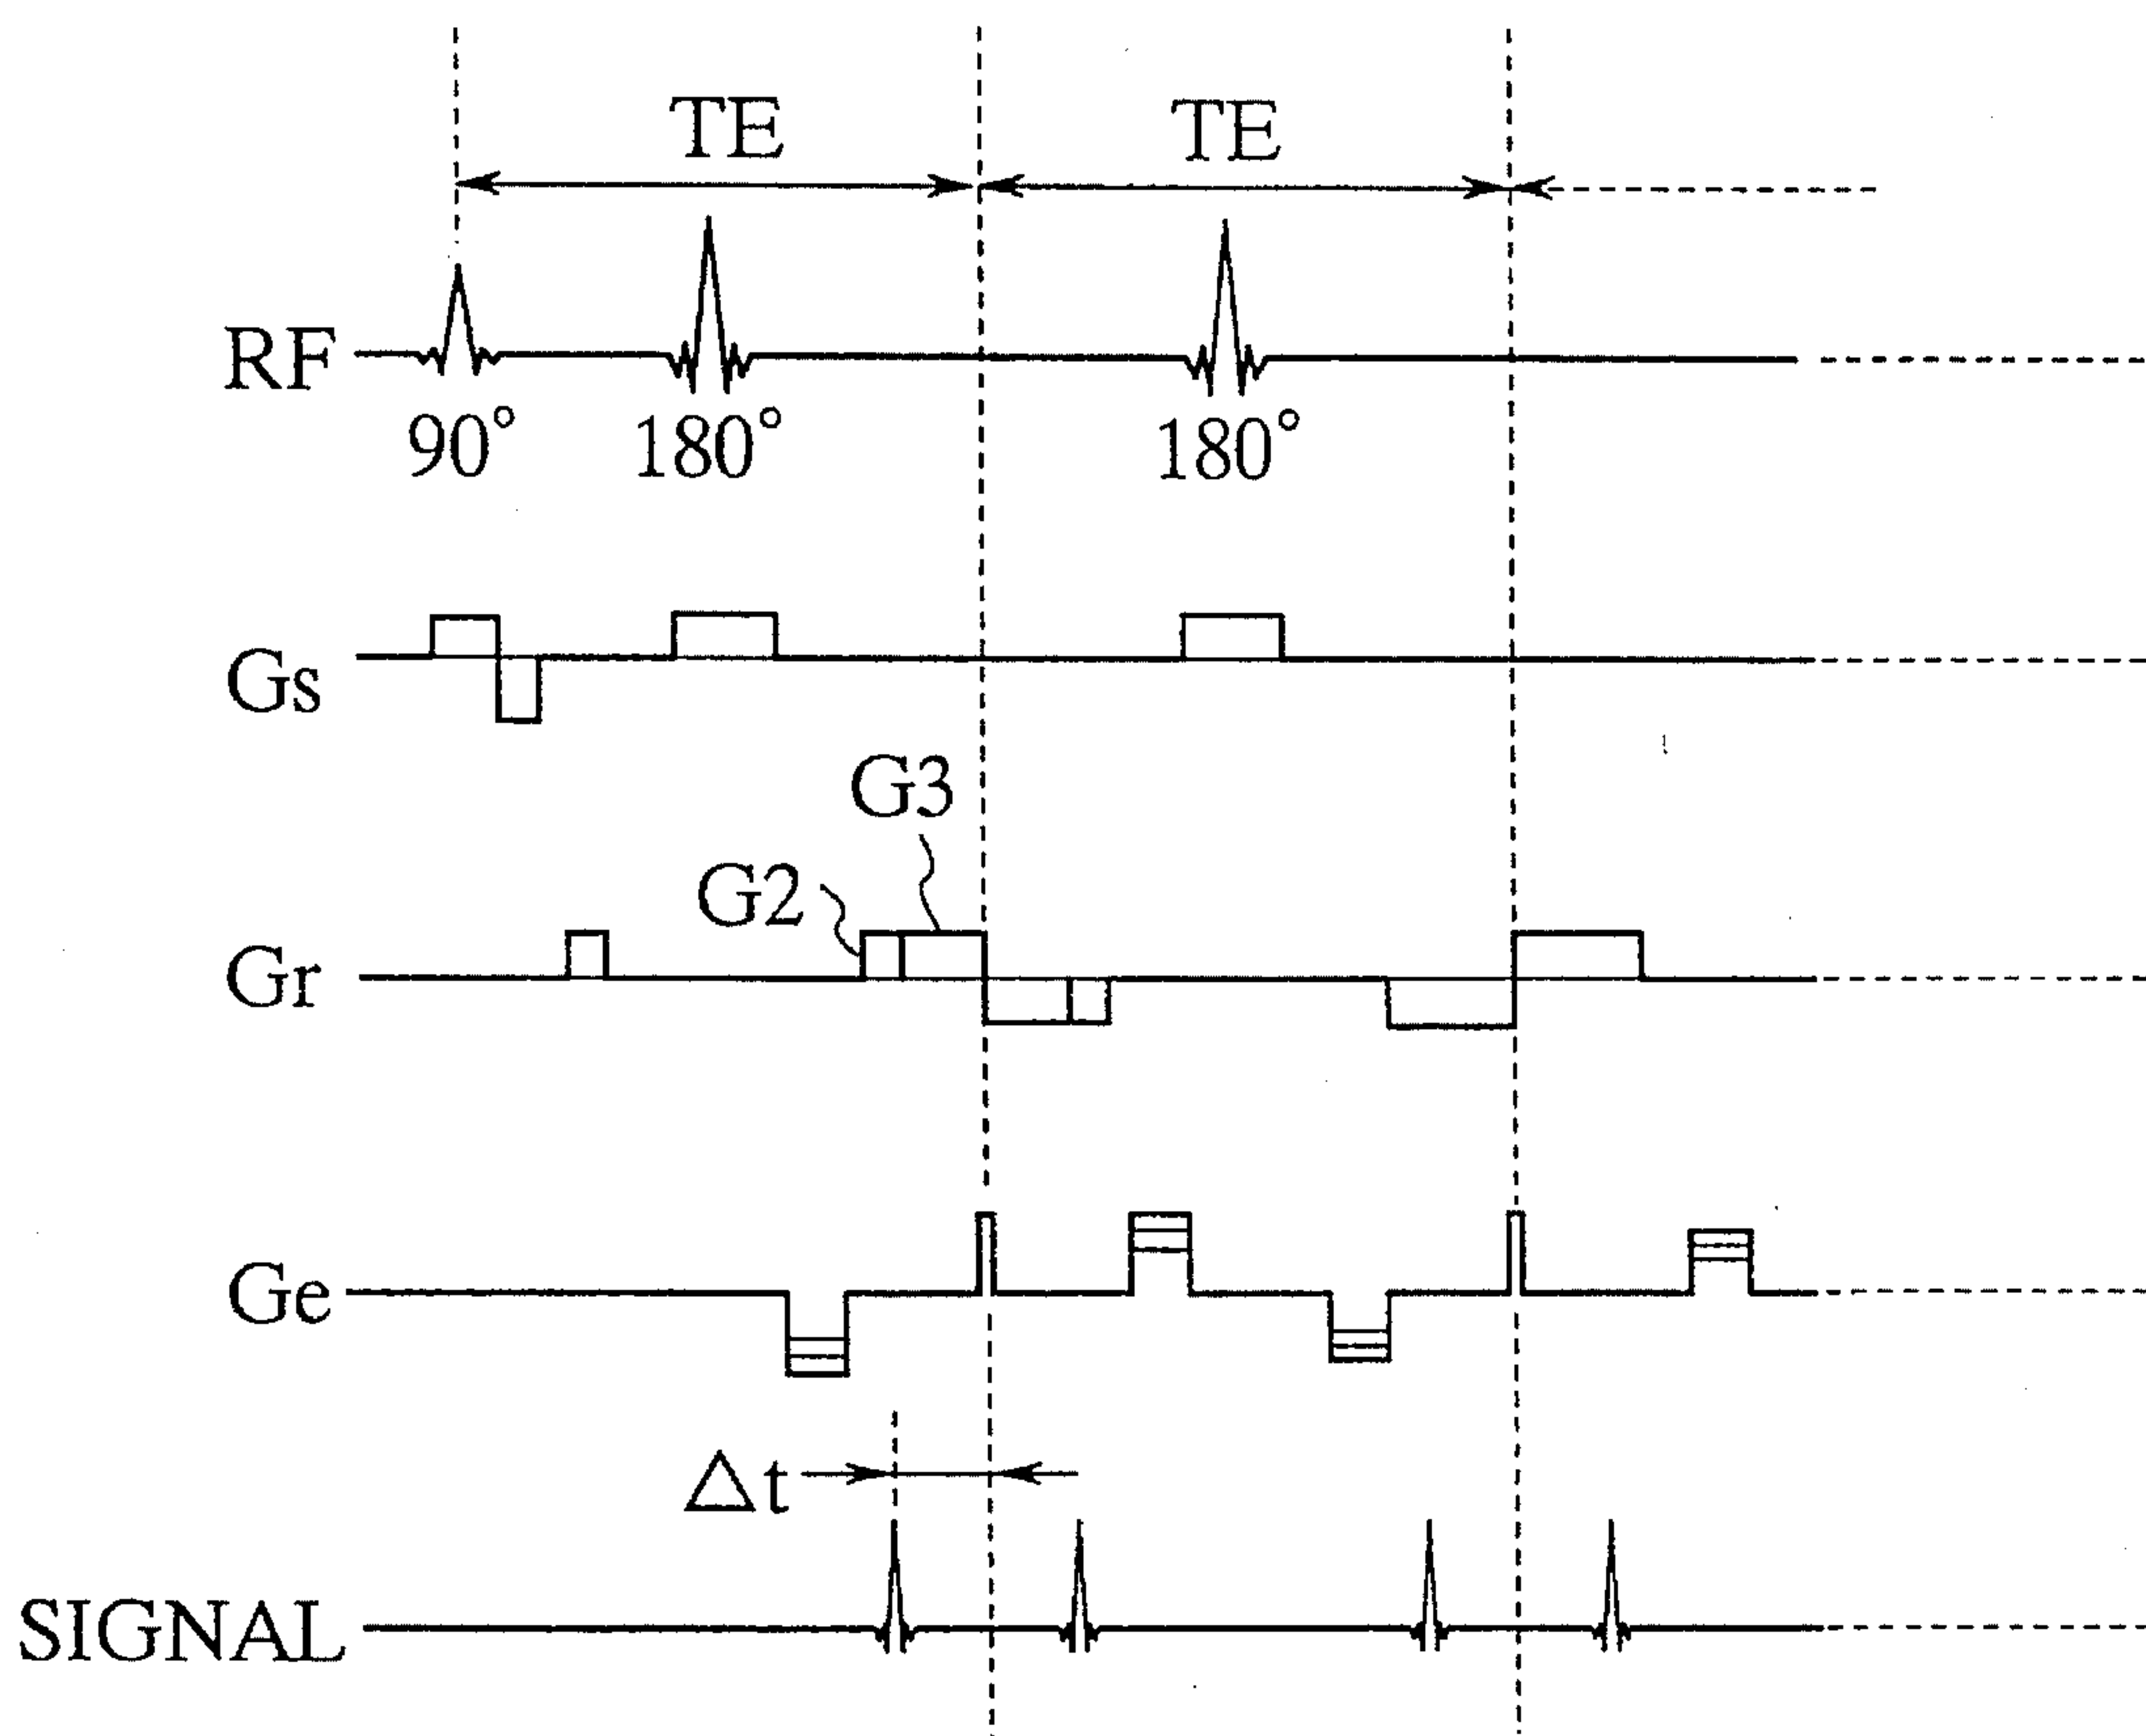 TE TE
RF
90° 180° 180°
Gs
G3
G2
Gr
Ge
Δt
SIGNAL